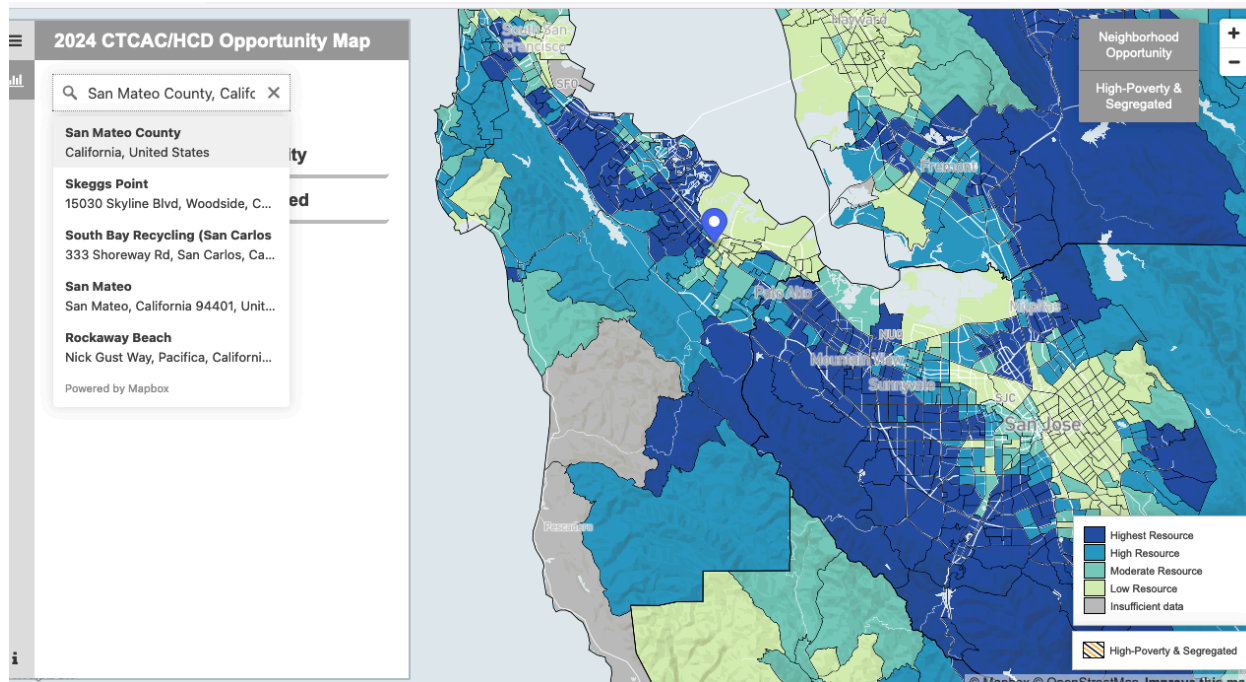 2024 CTCAC/HCD Opportunity Map
San Mateo County, Califc
San Mateo County
California, United States
ity
Skeggs Point
15030 Skyline Blvd, Woodside, C...
ed
South Bay Recycling (San Carlos
333 Shoreway Rd, San Carlos, Ca...
San Mateo
San Mateo, California 94401, Unit...
Rockaway Beach
Nick Gust Way, Pacifica, Californi...
Powered by Mapbox
i
South San
Francisco
SFO
Hayward
Fremont
Palo Alto
Milpitas
NUQ
Mountain View
Sunnyvale
SJC
San Jose
Pescadero
Neighborhood
Opportunity
High-Poverty &
Segregated
+
−
Highest Resource
High Resource
Moderate Resource
Low Resource
Insufficient data
High-Poverty & Segregated
© Mapbox © OpenStreetMap Improve this ma